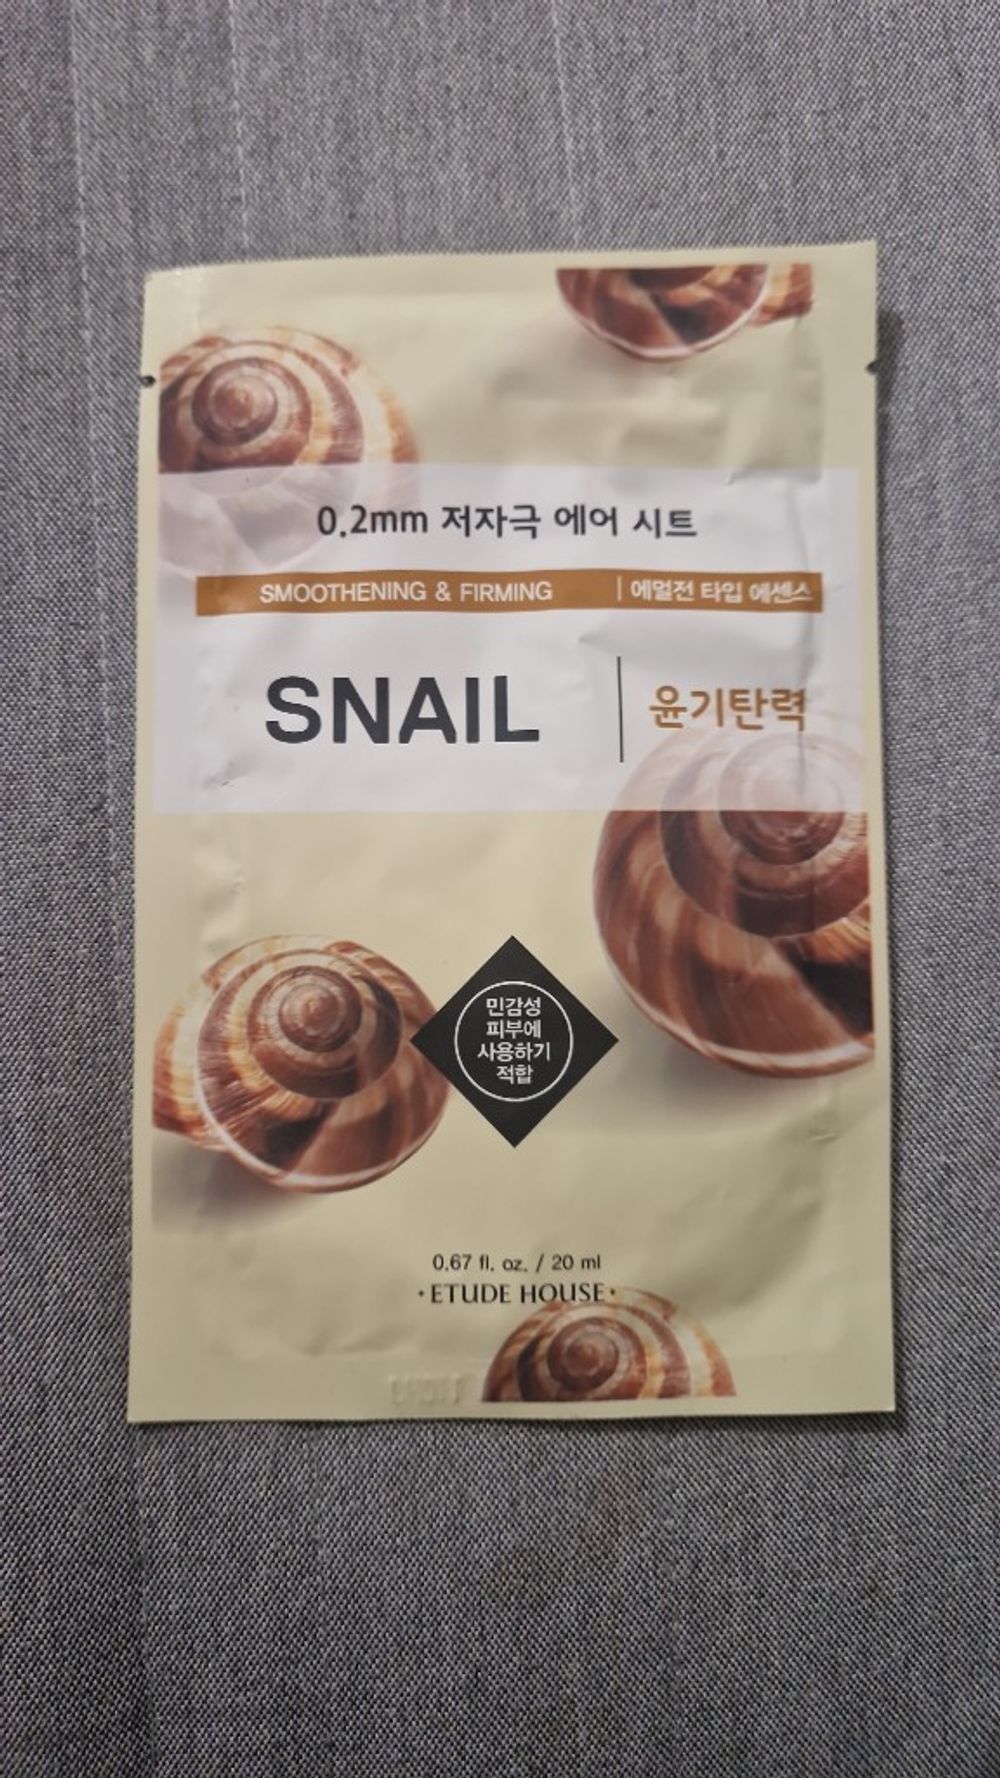 0.2mm 저자극 에어 시트
SMOOTHENING & FIRMING | 에멀전 타입 에센스
SNAIL | 윤기탄력
민감성
피부에
사용하기
적합
0.67 fl. oz. / 20 ml
·ETUDE HOUSE·